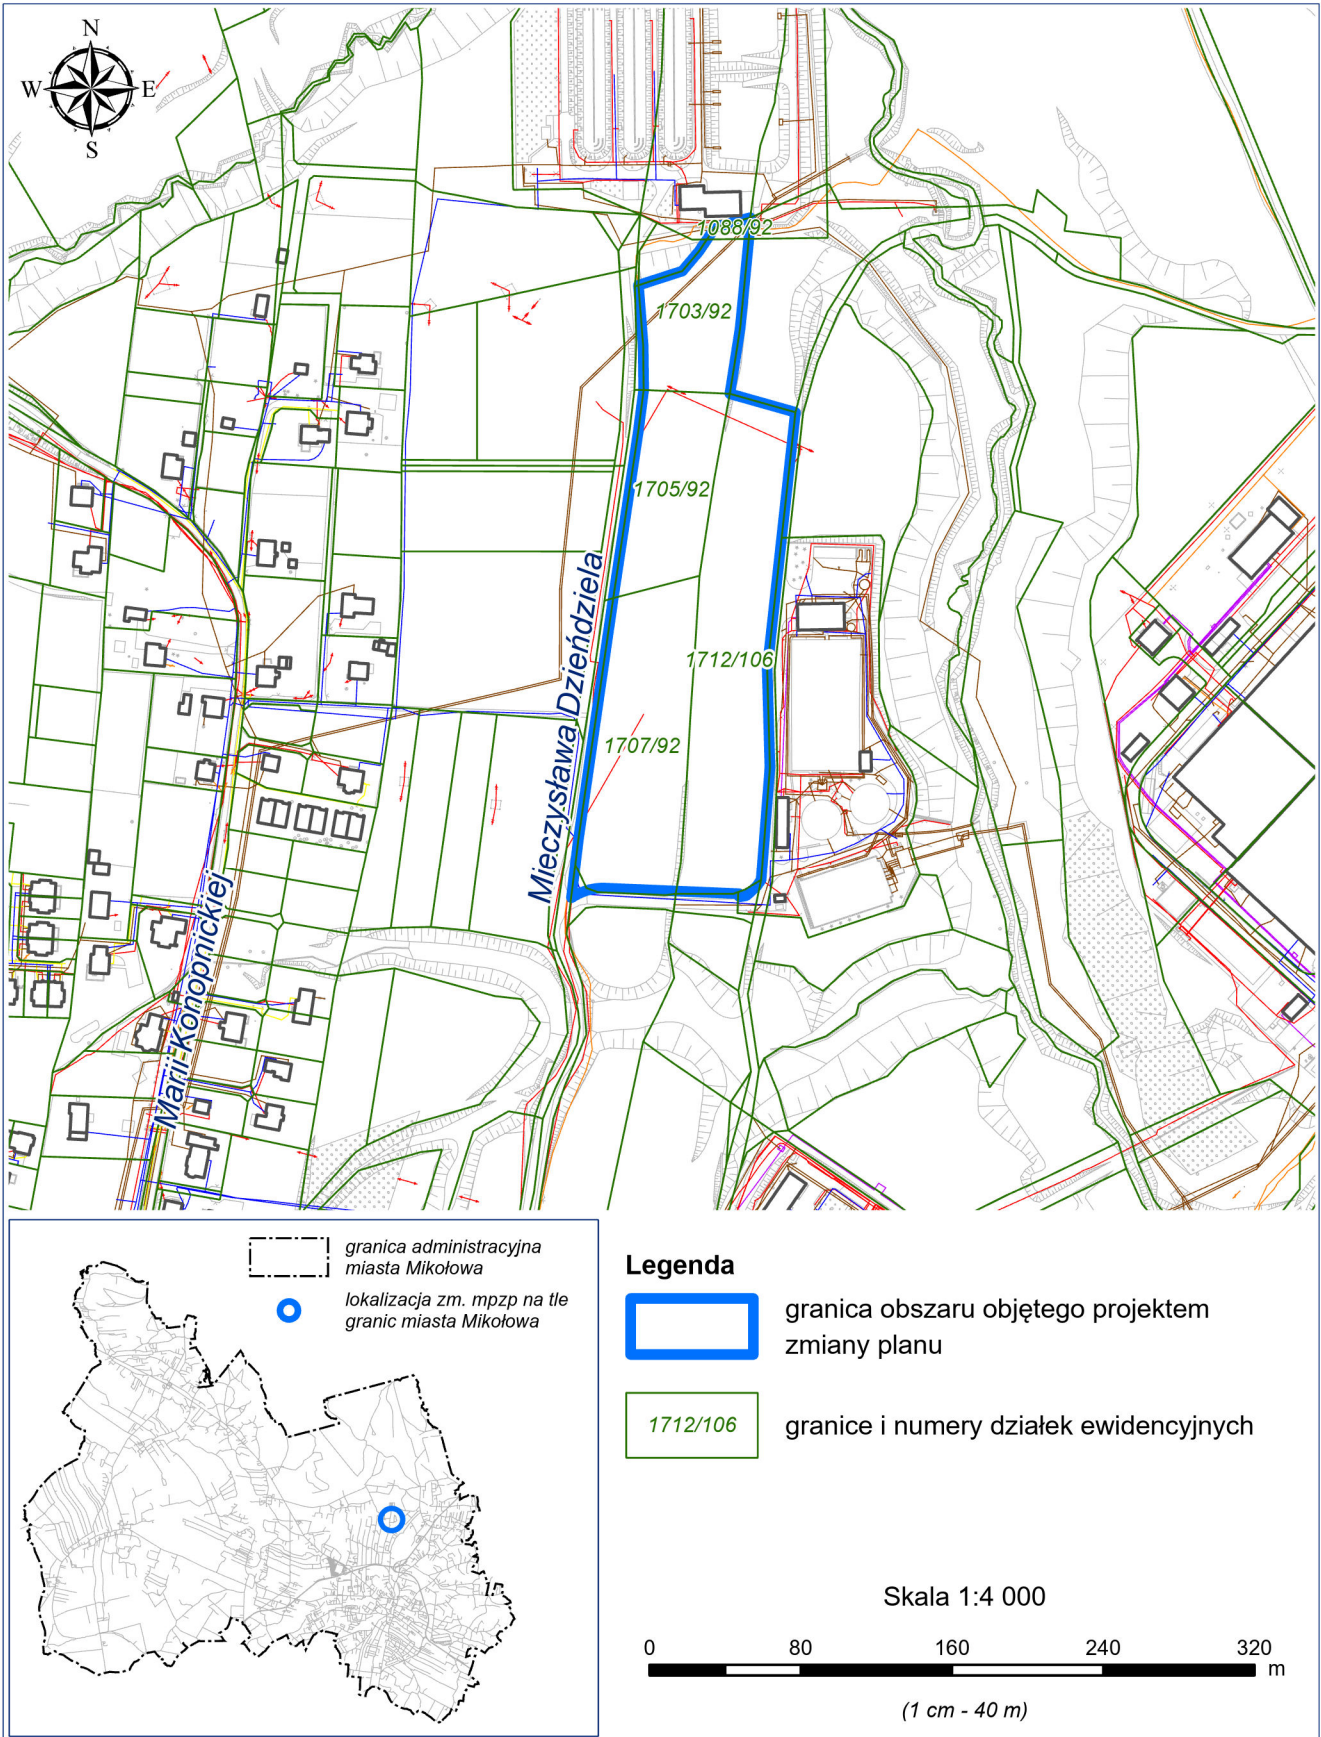 N
W
E
S
1088/92
1703/92
1705/92
1712/106
1707/92
Mieczysława Dzieńdziela
Marii Konopnickiej
granica administracyjna
miasta Mikołowa
lokalizacja zm. mpzp na tle
granic miasta Mikołowa
Legenda
granica obszaru objętego projektem
zmiany planu
1712/106
granice i numery działek ewidencyjnych
Skala 1:4 000
0 80 160 240 320
m
(1 cm - 40 m)